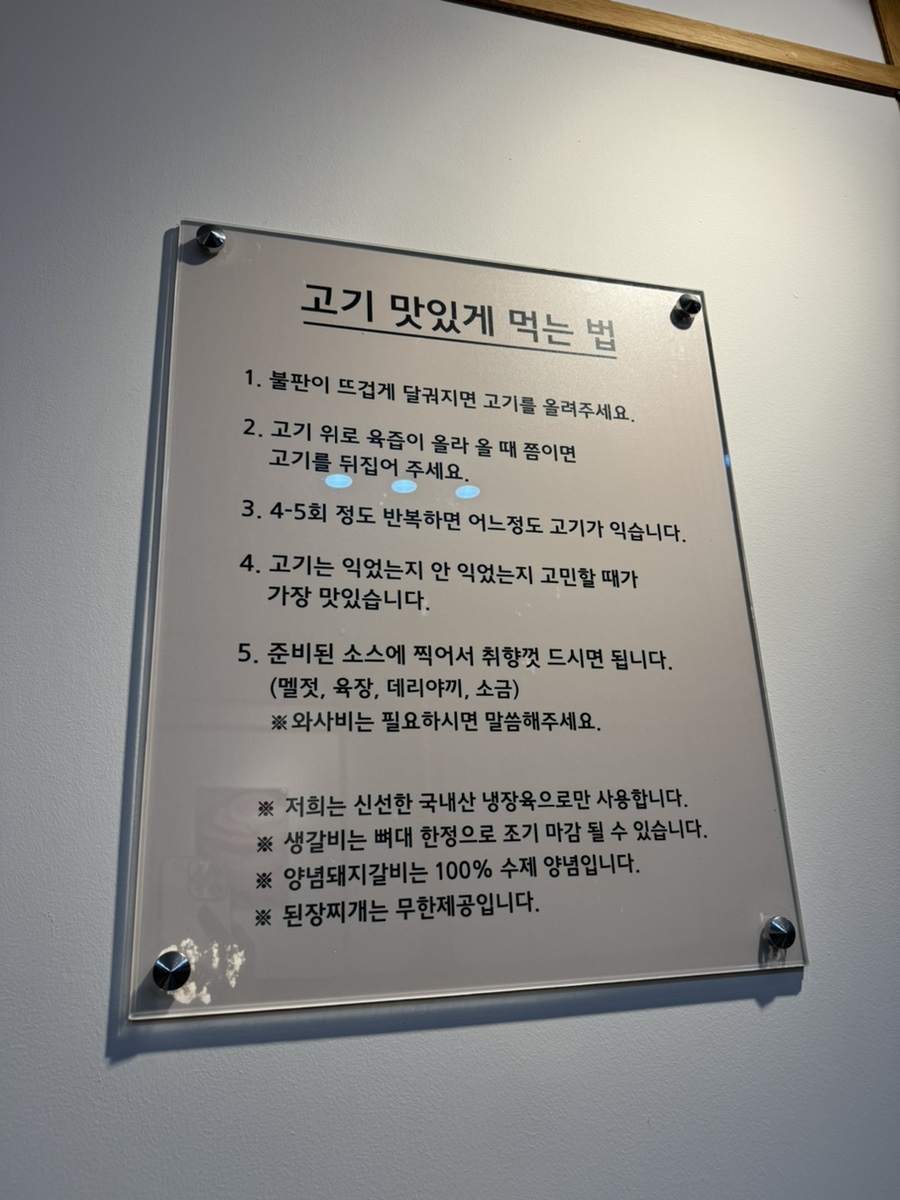 고기 맛있게 먹는 법
1. 불판이 뜨겁게 달궈지면 고기를 올려주세요.
2. 고기 위로 육즙이 올라 올 때 쯤이면
고기를 뒤집어 주세요.
3. 4-5회 정도 반복하면 어느정도 고기가 익습니다.
4. 고기는 익었는지 안 익었는지 고민할 때가
가장 맛있습니다.
5. 준비된 소스에 찍어서 취향껏 드시면 됩니다.
(멜젓, 육장, 데리야끼, 소금)
※와사비는 필요하시면 말씀해주세요.
※ 저희는 신선한 국내산 냉장육으로만 사용합니다.
※ 생갈비는 뼈대 한정으로 조기 마감 될 수 있습니다.
※ 양념돼지갈비는 100% 수제 양념입니다.
※ 된장찌개는 무한제공입니다.